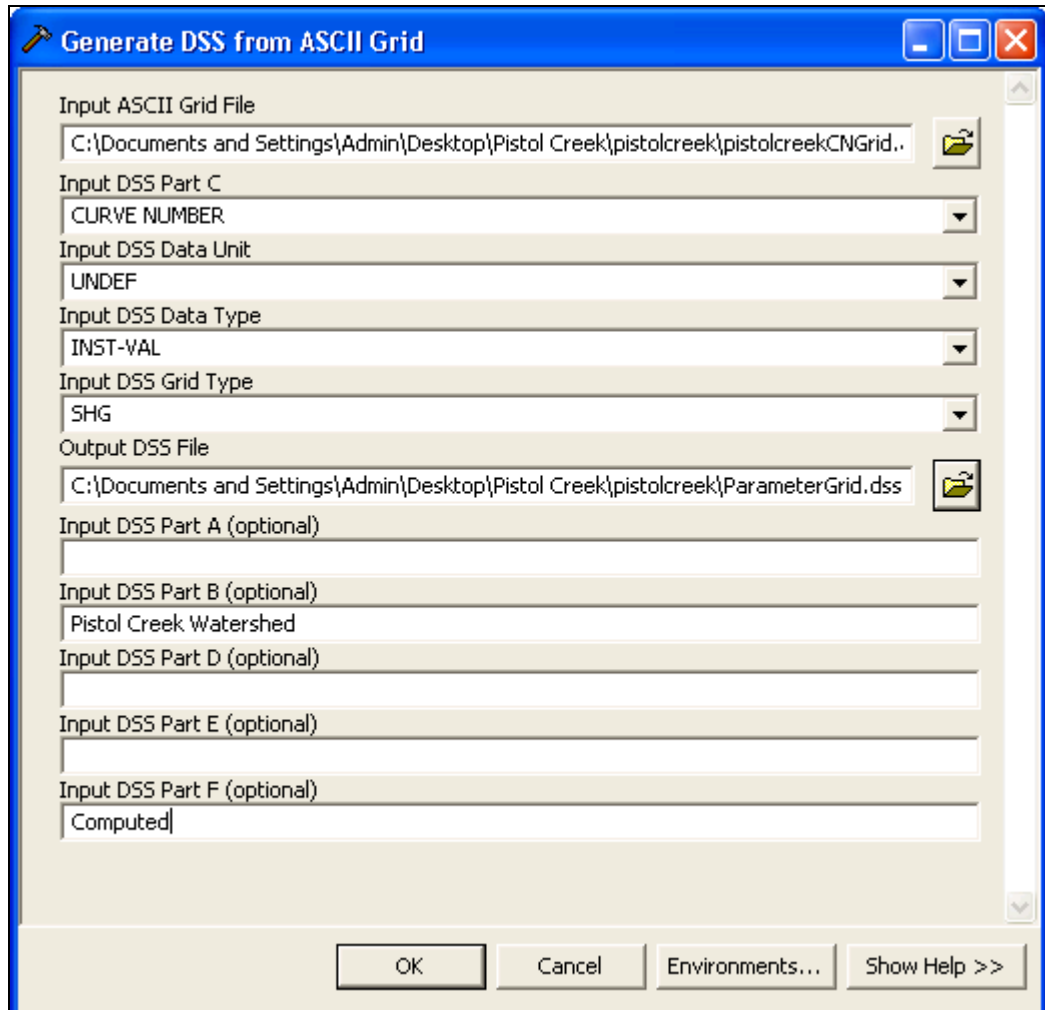 Generate DSS from ASCII Grid
Input ASCII Grid File
C:\Documents and Settings\Admin\Desktop\Pistol Creek\pistolcreek\pistolcreekCNGrid.
Input DSS Part C
CURVE NUMBER
Input DSS Data Unit
UNDEF
Input DSS Data Type
INST-VAL
Input DSS Grid Type
SHG
Output DSS File
C:\Documents and Settings\Admin\Desktop\Pistol Creek\pistolcreek\ParameterGrid.dss
Input DSS Part A (optional)
Input DSS Part B (optional)
Pistol Creek Watershed
Input DSS Part D (optional)
Input DSS Part E (optional)
Input DSS Part F (optional)
Computed
OK Cancel Environments... Show Help >>